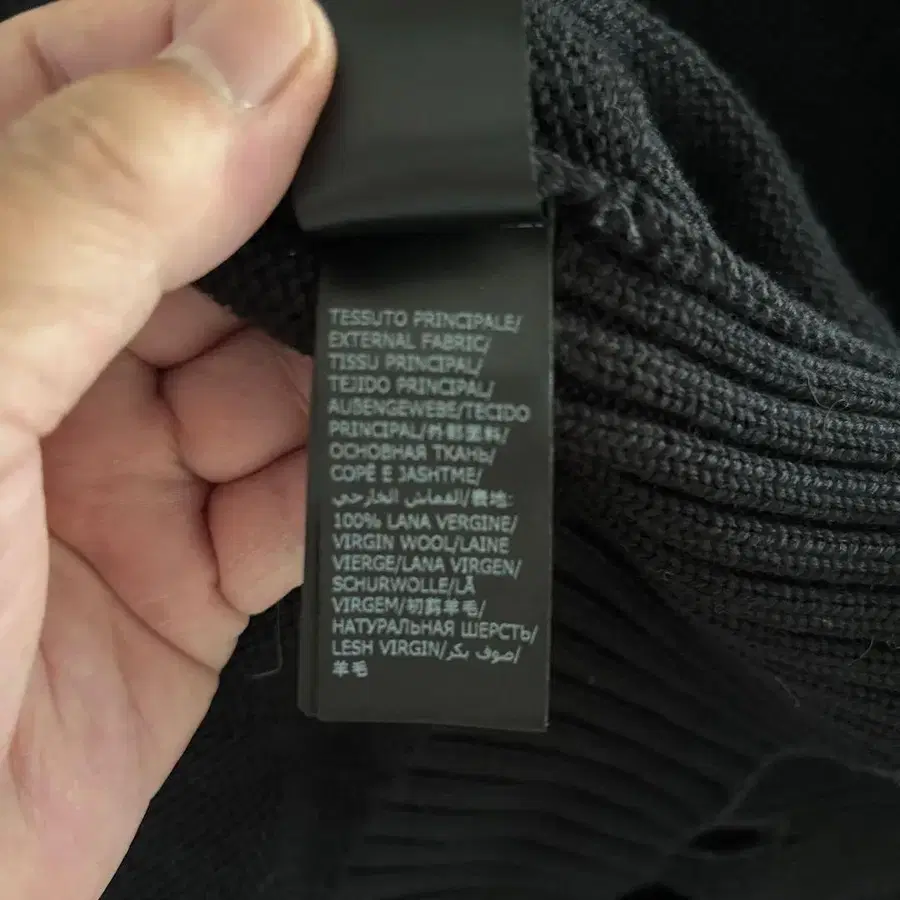 TESSUTO PRINCIPALE/
EXTERNAL FABRIC/
TISSU PRINCIPAL/
TEJIDO PRINCIPAL/
AUßENGEWEBE/TECIDO
PRINCIPAL/外部面料/
ОСНОВНАЯ ТКАНЬ/
COPË E JASHTME/
القماش الخارجي/表地:
100% LANA VERGINE/
VIRGIN WOOL/LAINE
VIERGE/LANA VIRGEN/
SCHURWOLLE/LÃ
VIRGEM/初剪羊毛/
НАТУРАЛЬНАЯ ШЕРСТЬ/
LESH VIRGIN/صوف بكر/
羊毛